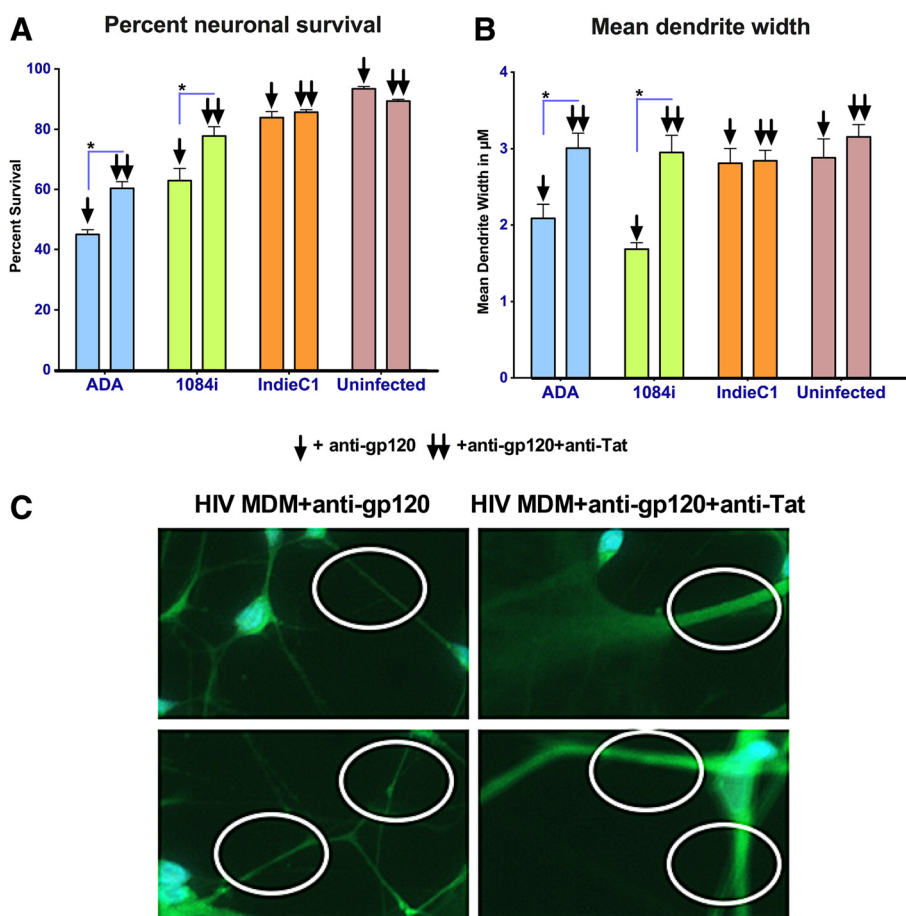 A
Percent neuronal survival
Percent Survival
100
80
60
40
20
0
*
*
ADA 1084i IndieC1 Uninfected
B
Mean dendrite width
Mean Dendrite Width in µM
4
3
2
1
0
*
*
ADA 1084i IndieC1 Uninfected
+ anti-gp120 +anti-gp120+anti-Tat
C
HIV MDM+anti-gp120 HIV MDM+anti-gp120+anti-Tat